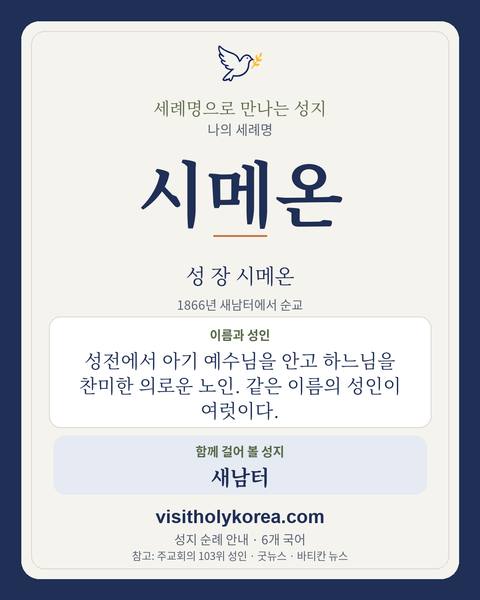 세례명으로 만나는 성지
나의 세례명
시메온
성 장 시메온
1866년 새남터에서 순교
이름과 성인
성전에서 아기 예수님을 안고 하느님을
찬미한 의로운 노인. 같은 이름의 성인이
여럿이다.
함께 걸어 볼 성지
새남터
visitholykorea.com
성지 순례 안내 · 6개 국어
참고: 주교회의 103위 성인 · 굿뉴스 · 바티칸 뉴스